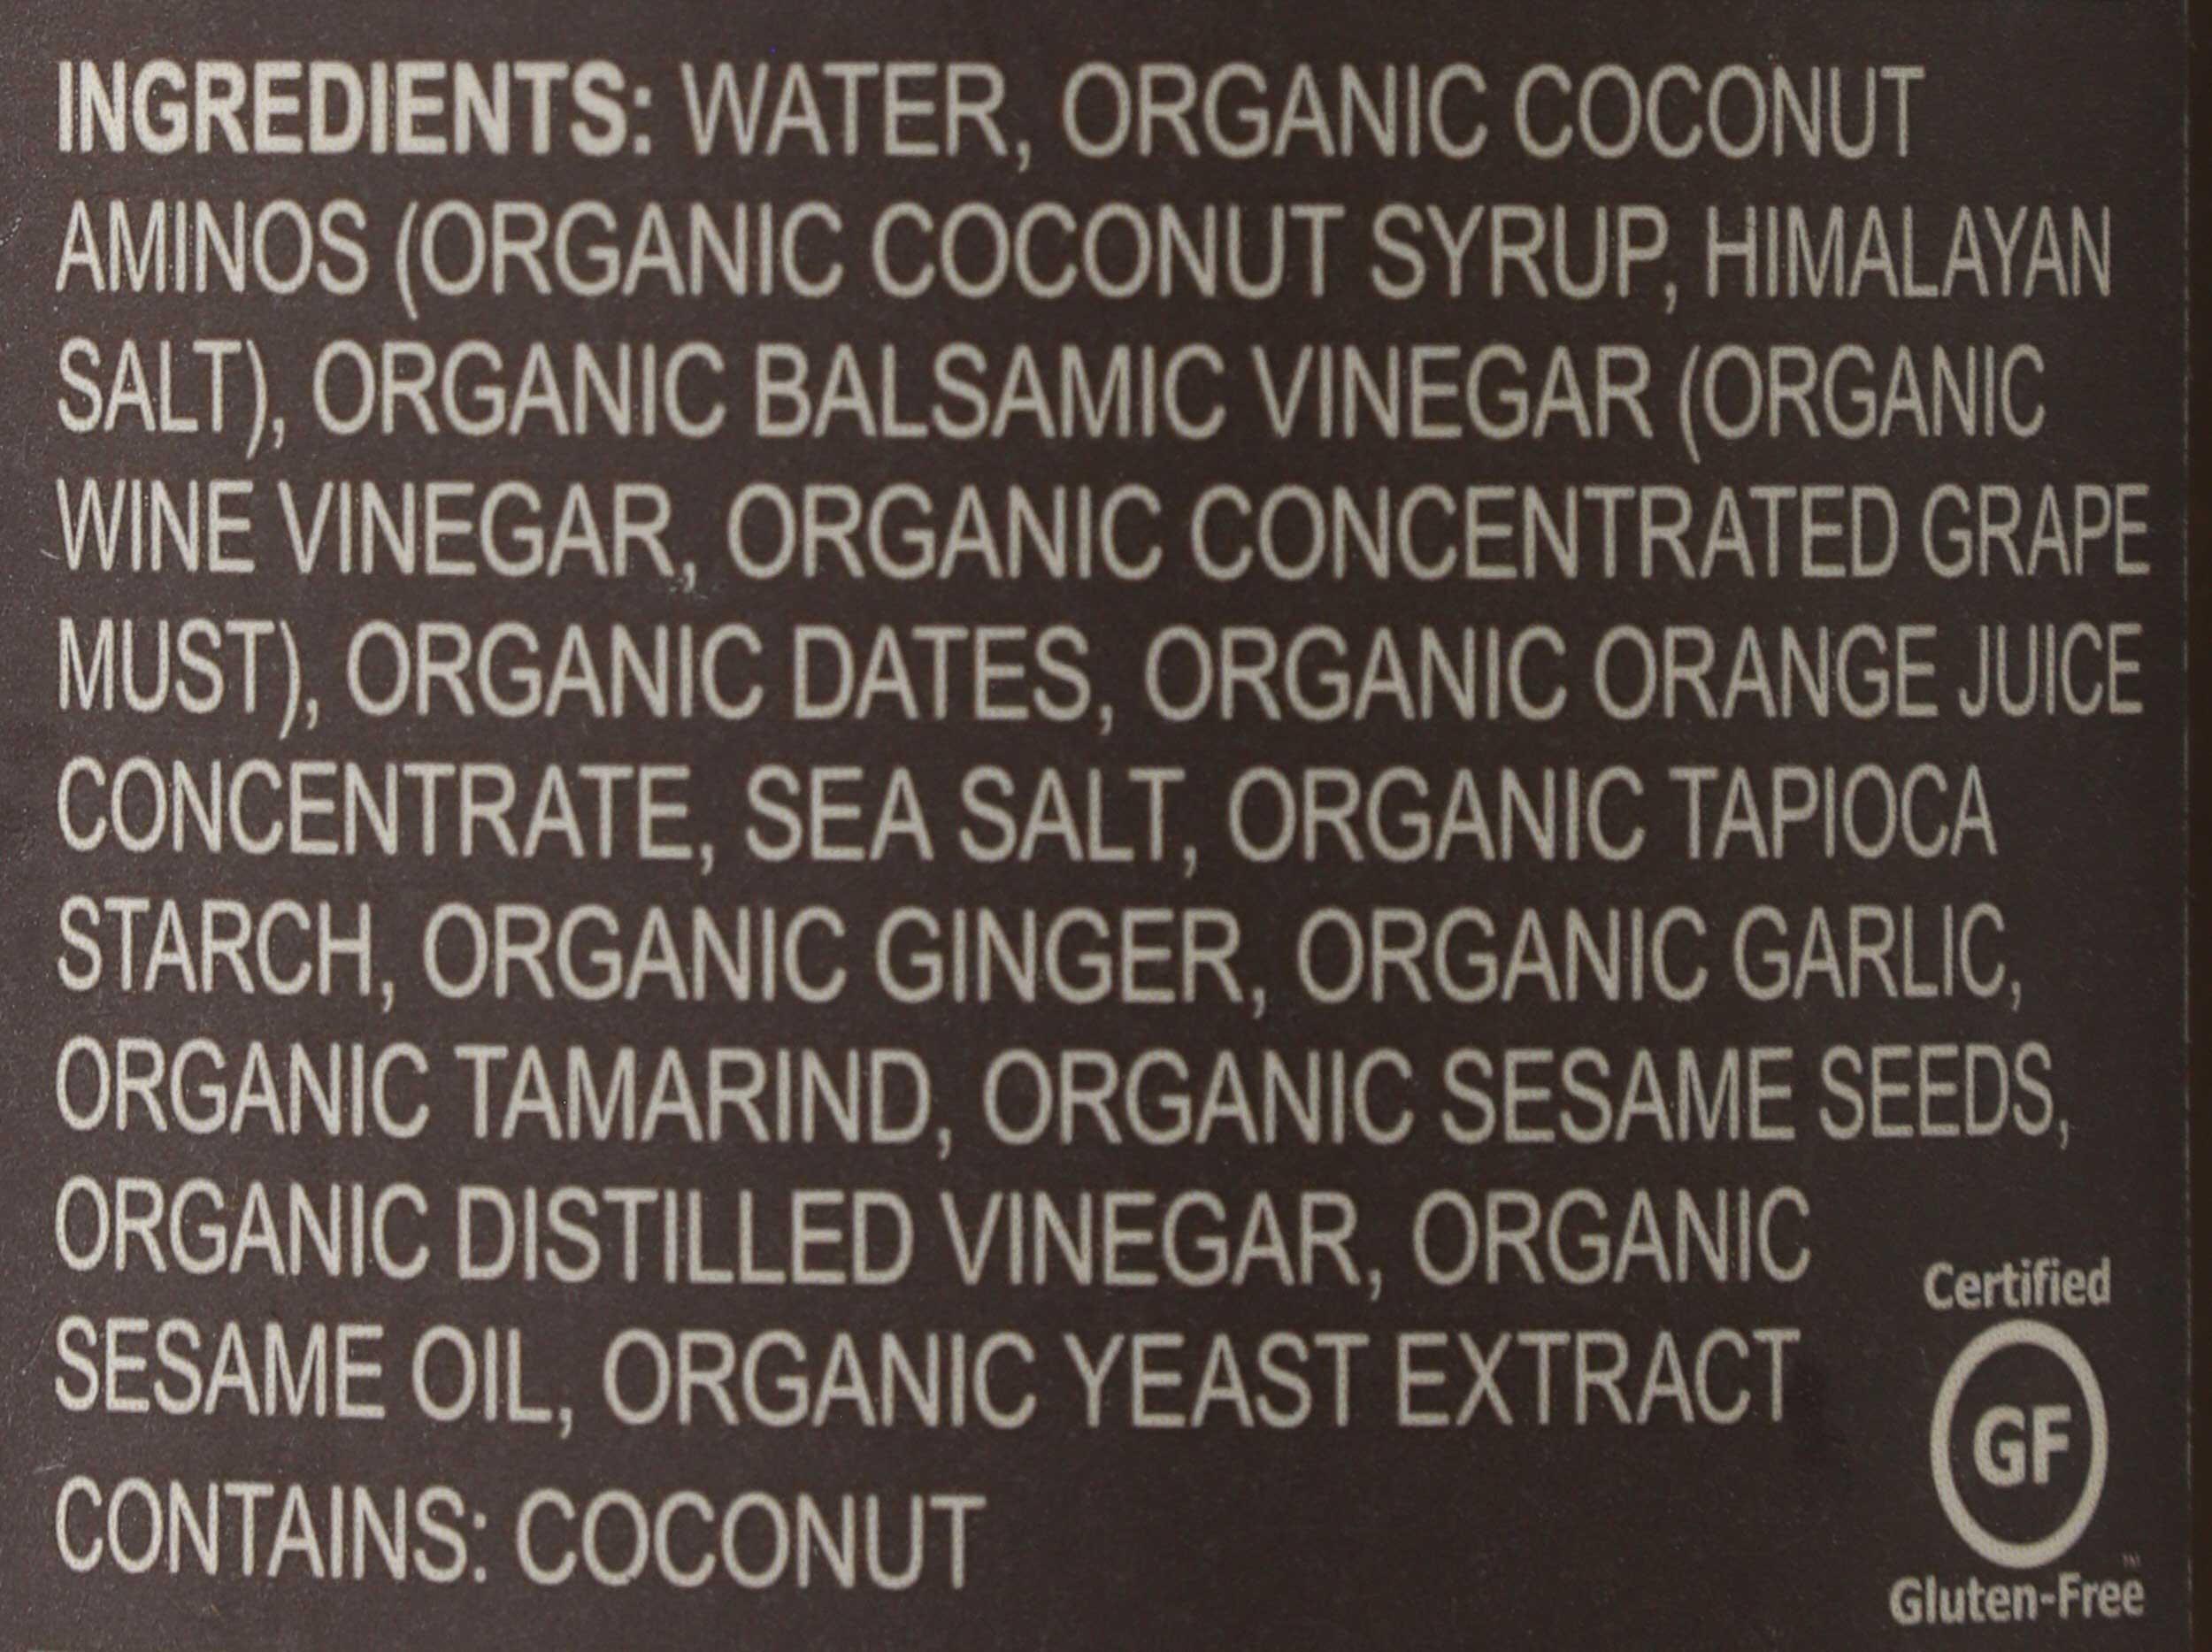 INGREDIENTS: WATER, ORGANIC COCONUT
AMINOS (ORGANIC COCONUT SYRUP, HIMALAYAN
SALT), ORGANIC BALSAMIC VINEGAR (ORGANIC
WINE VINEGAR, ORGANIC CONCENTRATED GRAPE
MUST), ORGANIC DATES, ORGANIC ORANGE JUICE
CONCENTRATE, SEA SALT, ORGANIC TAPIOCA
STARCH, ORGANIC GINGER, ORGANIC GARLIC,
ORGANIC TAMARIND, ORGANIC SESAME SEEDS,
ORGANIC DISTILLED VINEGAR, ORGANIC
SESAME OIL, ORGANIC YEAST EXTRACT
CONTAINS: COCONUT
Certified
GF
TM
Gluten-Free